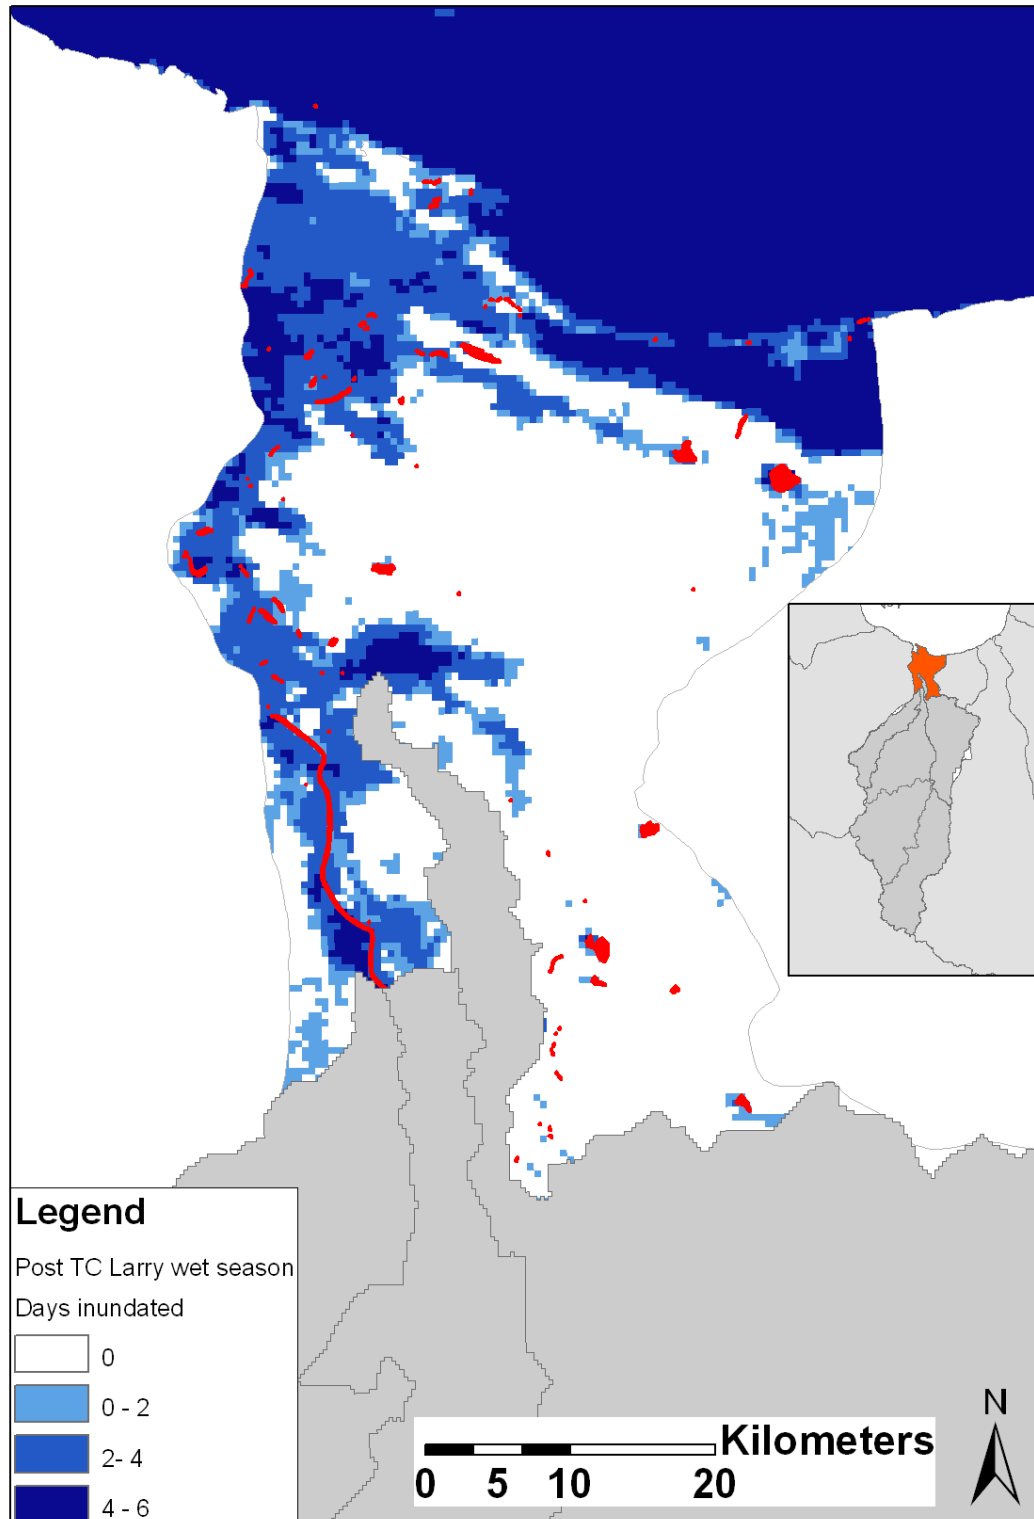 Legend
Post TC Larry wet season
Days inundated
0
0 - 2
2- 4
4 - 6
Kilometers
0 5 10 20
N